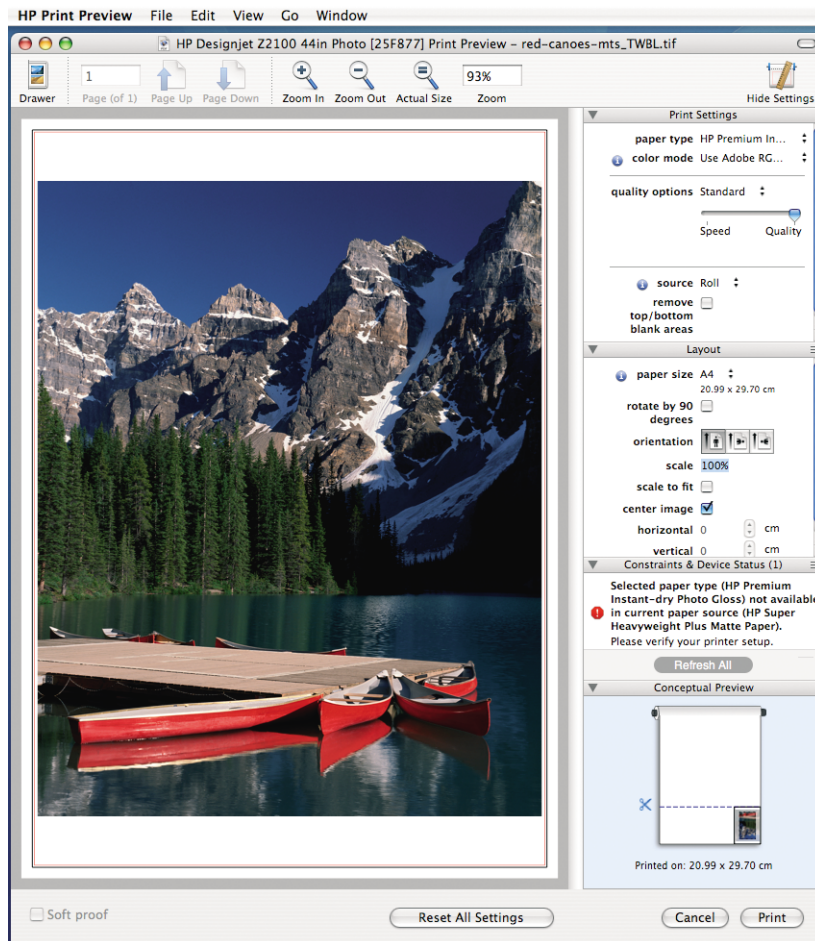 HP Print Preview File Edit View Go Window
HP Designjet Z2100 44in Photo [25F877] Print Preview – red-canoes-mts_TWBL.tif
1
93%
Drawer Page (of 1) Page Up Page Down Zoom In Zoom Out Actual Size Zoom Hide Settings
Print Settings
paper type HP Premium In...
color mode Use Adobe RG...
quality options Standard
Speed Quality
source Roll
remove
top/bottom
blank areas
Layout
paper size A4
20.99 x 29.70 cm
rotate by 90
degrees
orientation
scale 100%
scale to fit
center image
horizontal 0 cm
vertical 0 cm
Constraints & Device Status (1)
Selected paper type (HP Premium
Instant-dry Photo Gloss) not available
in current paper source (HP Super
Heavyweight Plus Matte Paper).
Please verify your printer setup.
Refresh All
Conceptual Preview
Printed on: 20.99 x 29.70 cm
Soft proof Reset All Settings Cancel Print